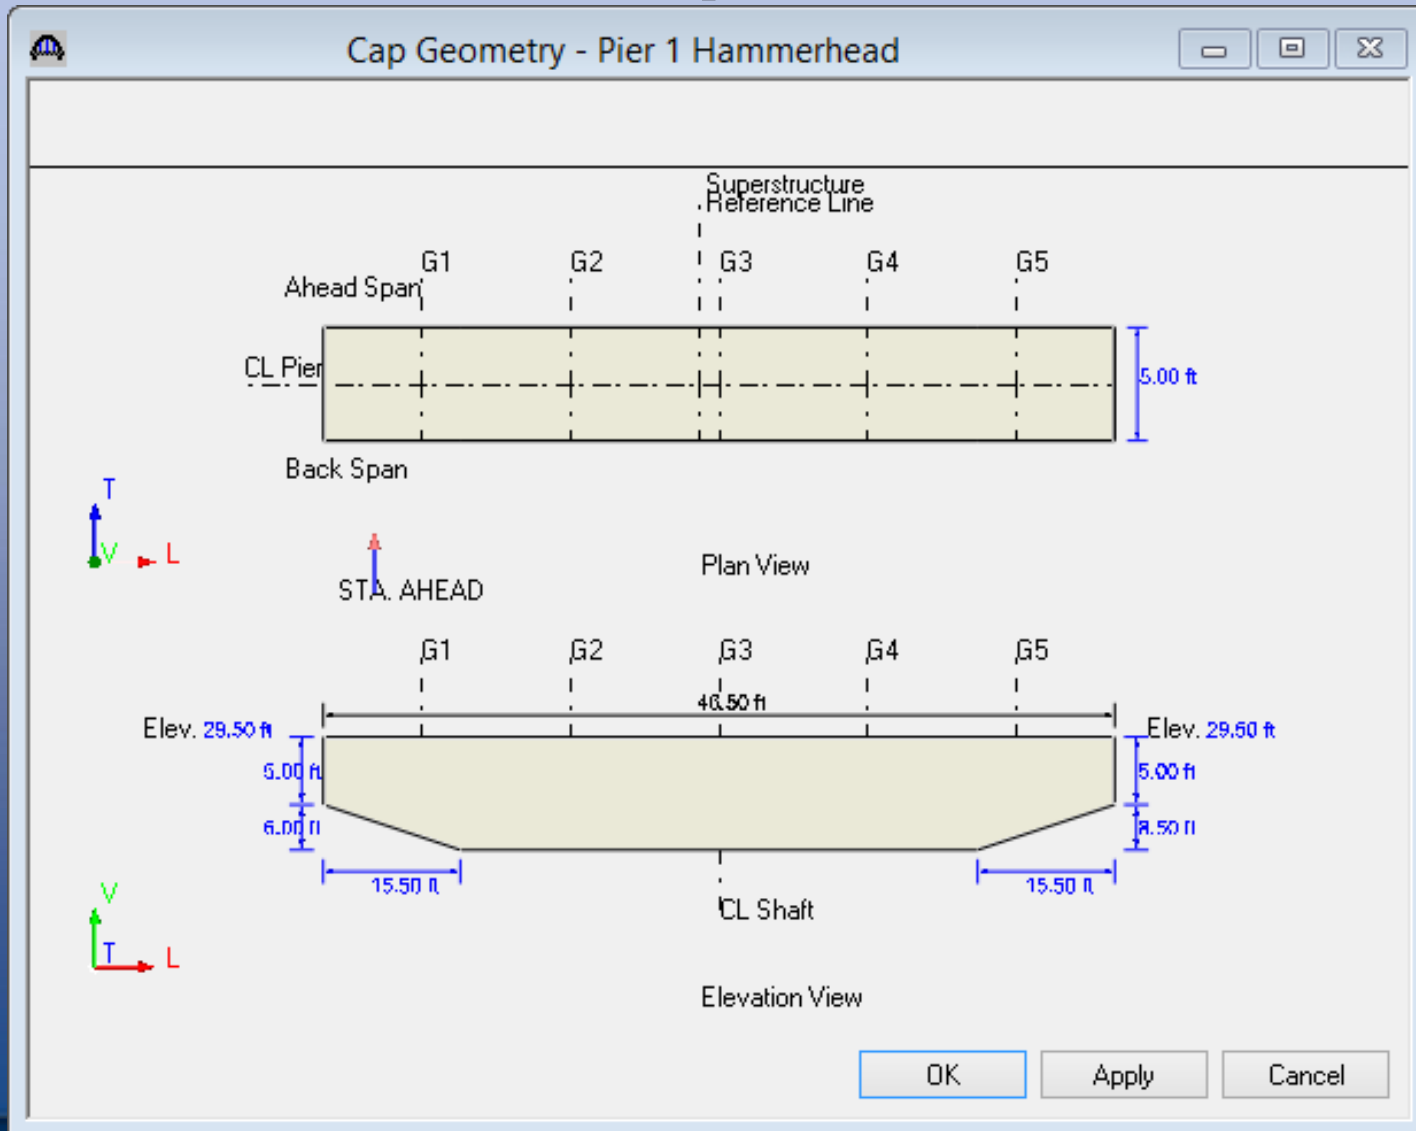 Cap Geometry - Pier 1 Hammerhead
Superstructure
Reference Line
G1 G2 G3 G4 G5
Ahead Span
CL Pier
5.00 ft
Back Span
T
V L
STA. AHEAD
Plan View
G1 G2 G3 G4 G5
46.50 ft
Elev. 29.50 ft
Elev.
5.00 ft
5.00 ft
15.50 ft
15.50 ft
CL Shaft
V
T L
Elevation View
OK Apply Cancel